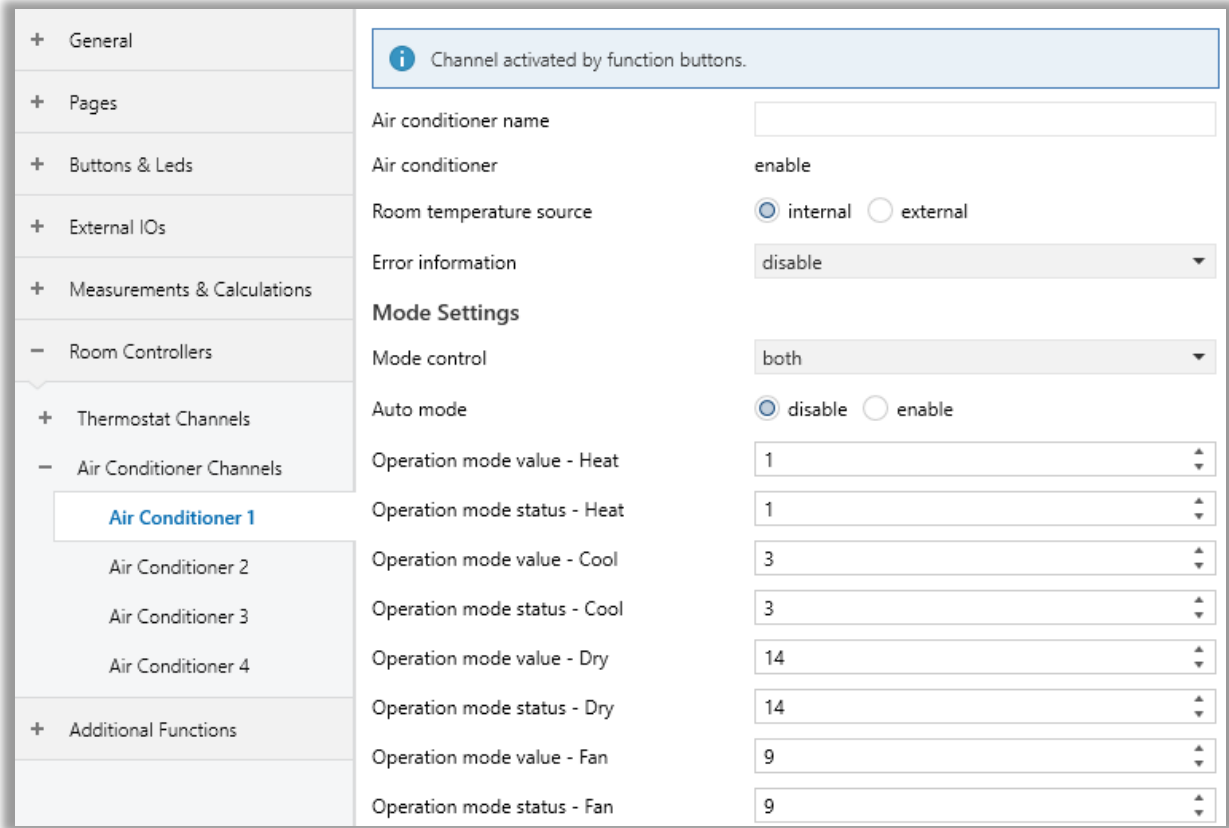 General
Pages
Buttons & Leds
External IOs
Measurements & Calculations
Room Controllers
Thermostat Channels
Air Conditioner Channels
Air Conditioner 1
Air Conditioner 2
Air Conditioner 3
Air Conditioner 4
Additional Functions
Channel activated by function buttons.
Air conditioner name
Air conditioner enable
Room temperature source internal external
Error information disable
Mode Settings
Mode control both
Auto mode disable enable
Operation mode value - Heat 1
Operation mode status - Heat 1
Operation mode value - Cool 3
Operation mode status - Cool 3
Operation mode value - Dry 14
Operation mode status - Dry 14
Operation mode value - Fan 9
Operation mode status - Fan 9